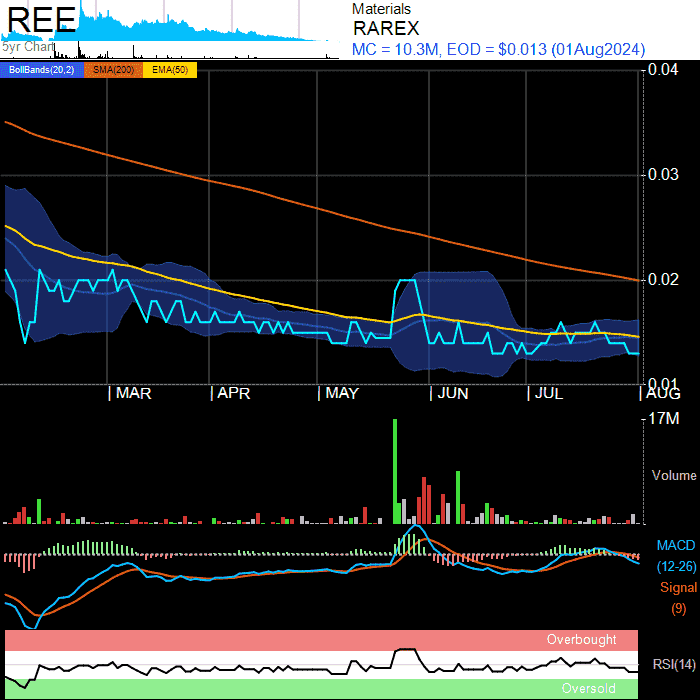 REE
5yr Chart
Materials
RAREX
MC = 10.3M, EOD = $0.013 (01Aug2024)
BollBands(20,2) SMA(200) EMA(50)
0.04
0.03
0.02
0.01
MAR APR MAY JUN JUL AUG
17M
Volume
MACD
(12-26)
Signal
(9)
Overbought
RSI(14)
Oversold